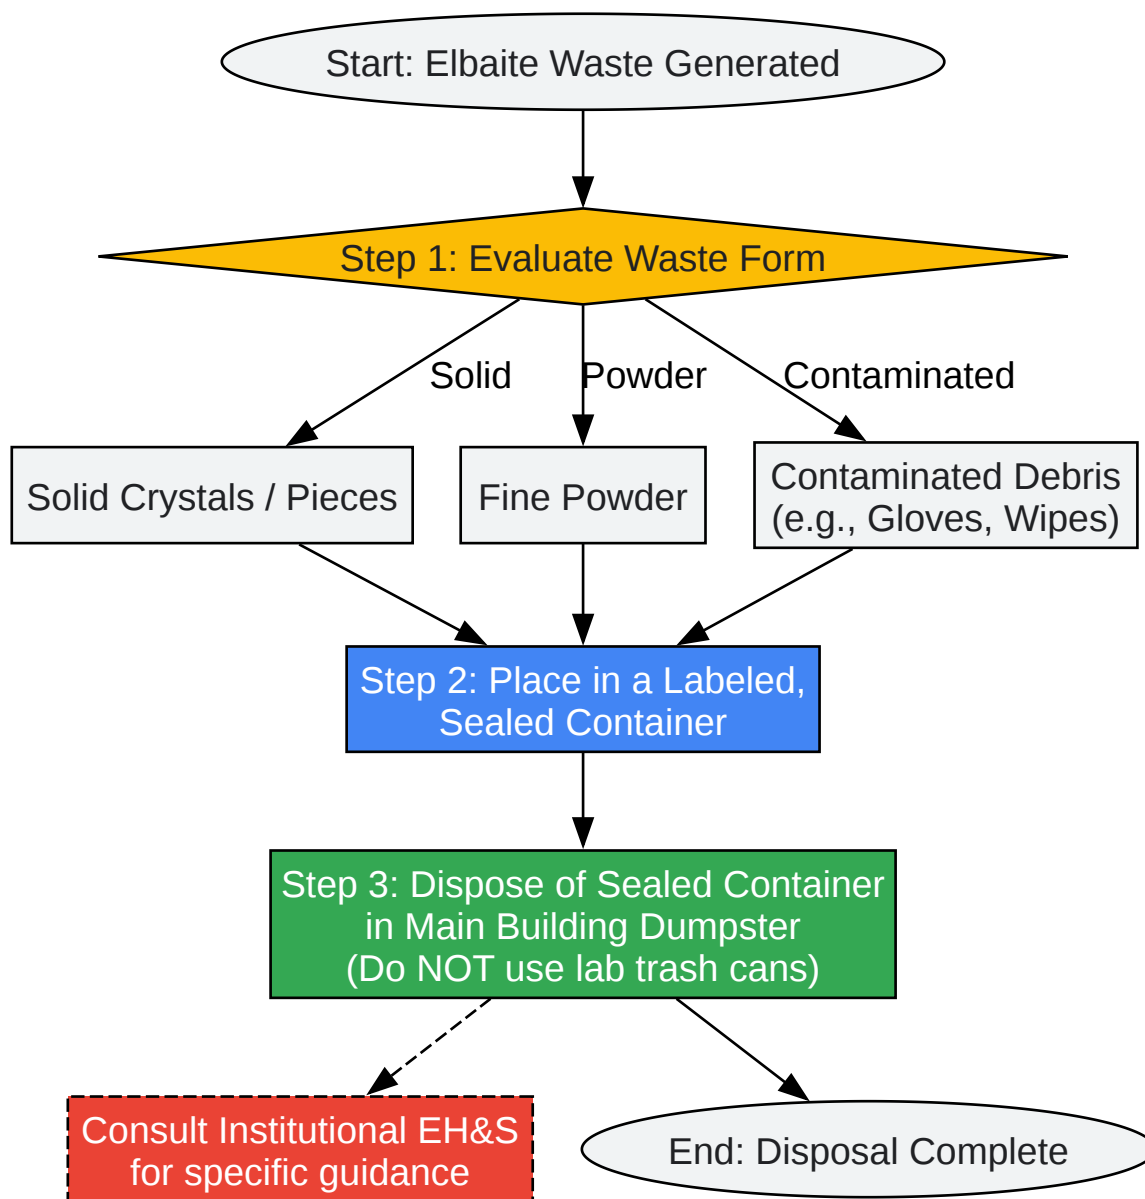 Start: Elbaite Waste Generated
Step 1: Evaluate Waste Form
Solid
Powder
Contaminated
Solid Crystals / Pieces
Fine Powder
Contaminated Debris
(e.g., Gloves, Wipes)
Step 2: Place in a Labeled,
Sealed Container
Step 3: Dispose of Sealed Container
in Main Building Dumpster
(Do NOT use lab trash cans)
Consult Institutional EH&S
for specific guidance
End: Disposal Complete